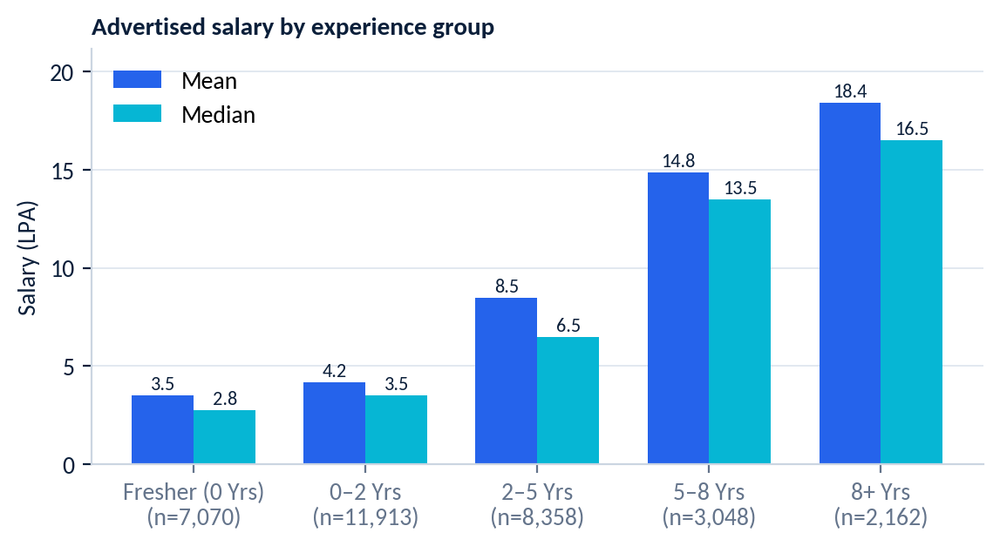 Advertised salary by experience group
Mean
Median
Salary (LPA)
20
15
10
5
0
3.5
2.8
4.2
3.5
8.5
6.5
14.8
13.5
18.4
16.5
Fresher (0 Yrs)
(n=7,070)
0–2 Yrs
(n=11,913)
2–5 Yrs
(n=8,358)
5–8 Yrs
(n=3,048)
8+ Yrs
(n=2,162)